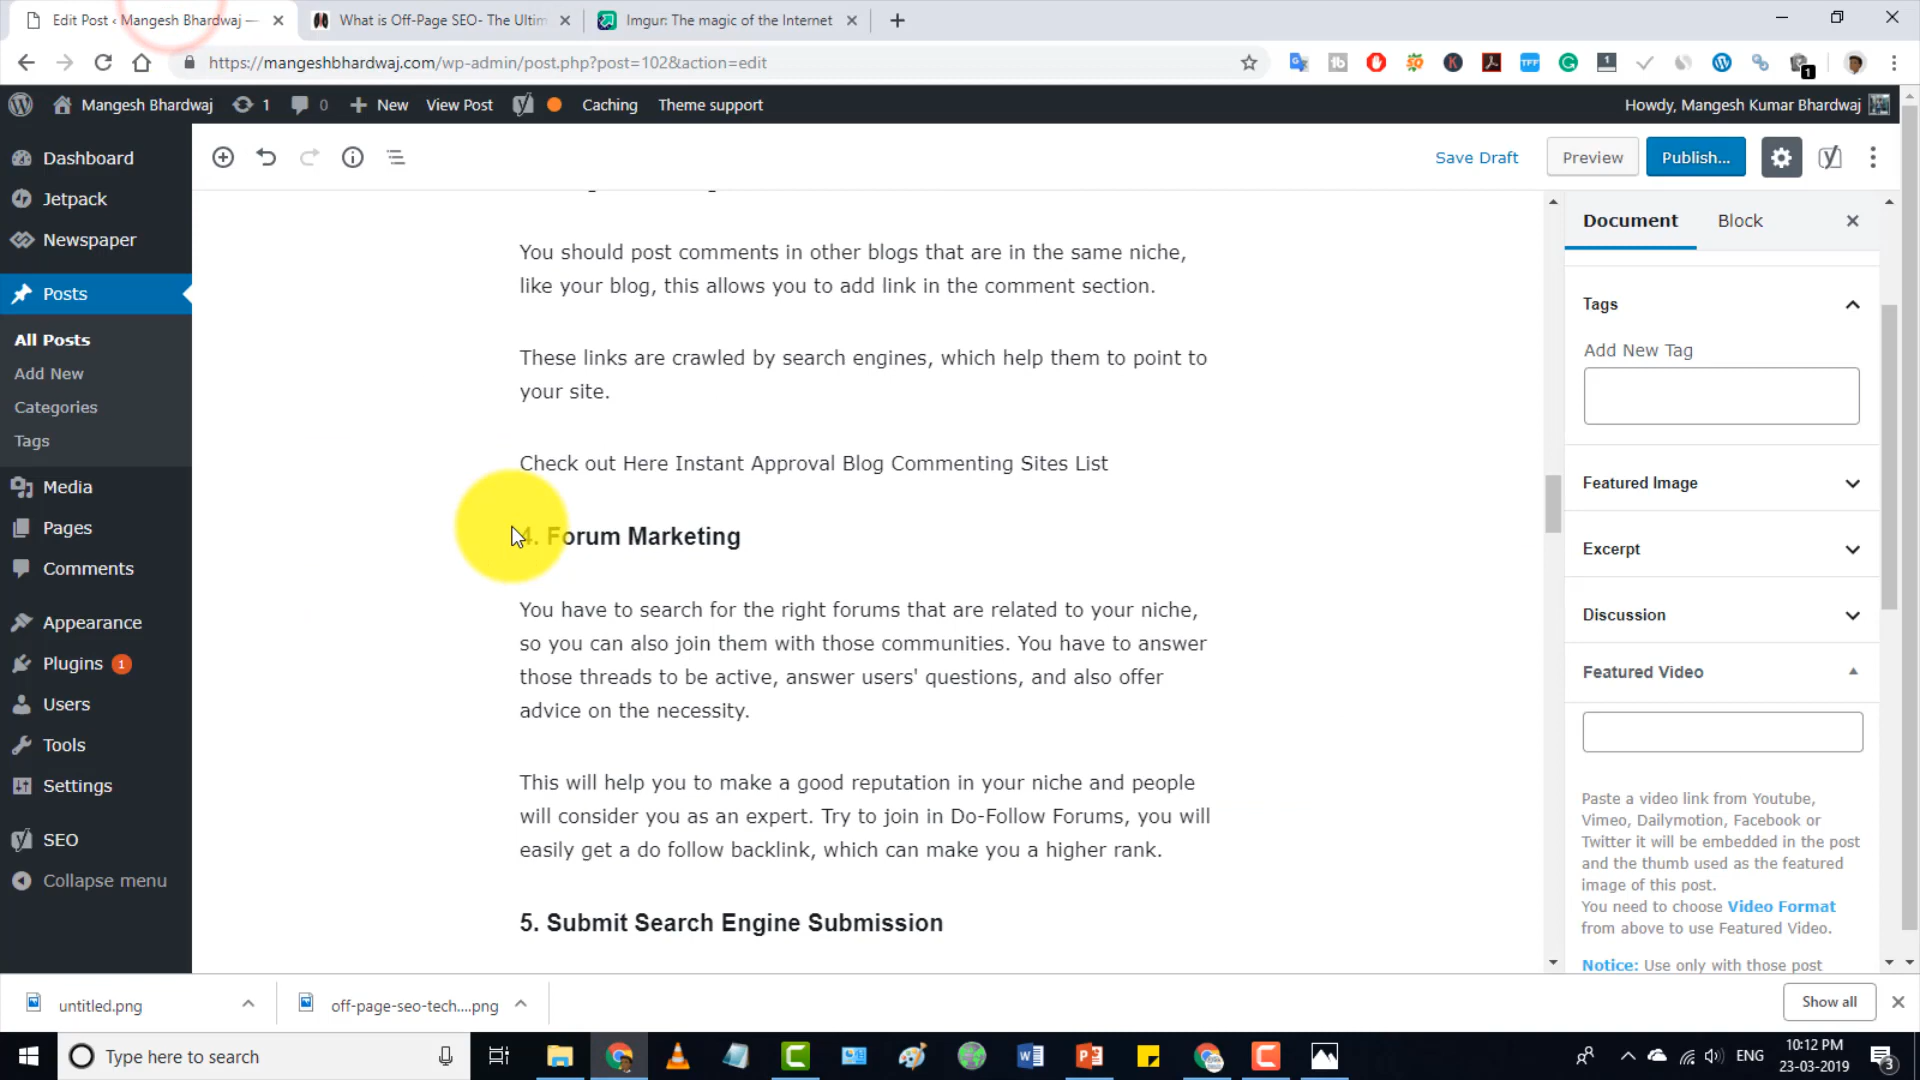 Edit Post ‹ Mangesh Bhardwaj —
What is Off-Page SEO- The Ultim
Imgur: The magic of the Internet
https://mangeshbhardwaj.com/wp-admin/post.php?post=102&action=edit
Mangesh Bhardwaj
1
0
New
View Post
Caching
Theme support
Howdy, Mangesh Kumar Bhardwaj
Dashboard
Jetpack
Newspaper
Posts
All Posts
Add New
Categories
Tags
Media
Pages
Comments
Appearance
Plugins 1
Users
Tools
Settings
SEO
Collapse menu
Save Draft
Preview
Publish...
You should post comments in other blogs that are in the same niche,
like your blog, this allows you to add link in the comment section.
These links are crawled by search engines, which help them to point to
your site.
Check out Here Instant Approval Blog Commenting Sites List
4. Forum Marketing
You have to search for the right forums that are related to your niche,
so you can also join them with those communities. You have to answer
those threads to be active, answer users' questions, and also offer
advice on the necessity.
This will help you to make a good reputation in your niche and people
will consider you as an expert. Try to join in Do-Follow Forums, you will
easily get a do follow backlink, which can make you a higher rank.
5. Submit Search Engine Submission
Document
Block
Tags
Add New Tag
Featured Image
Excerpt
Discussion
Featured Video
Paste a video link from Youtube,
Vimeo, Dailymotion, Facebook or
Twitter it will be embedded in the post
and the thumb used as the featured
image of this post.
You need to choose Video Format
from above to use Featured Video.
Notice: Use only with those post
untitled.png
off-page-seo-tech....png
Show all
Type here to search
ENG
10:12 PM
23-03-2019
3